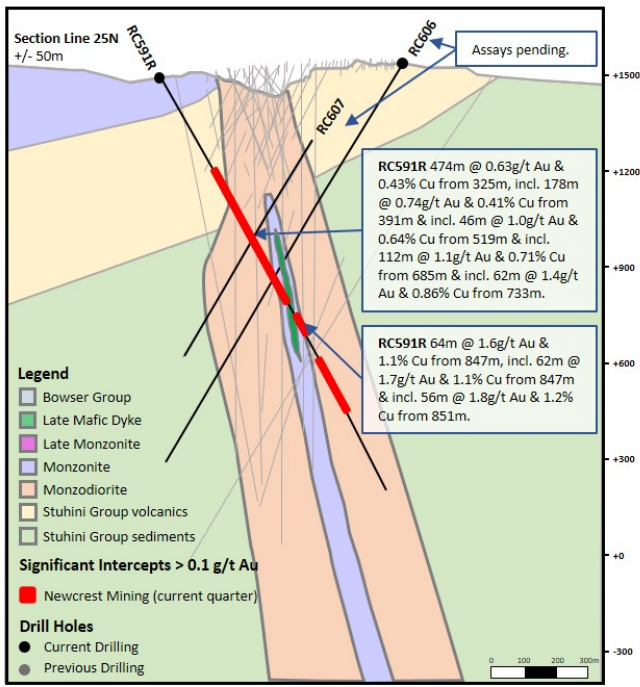 Section Line 25N
+/- 50m
RC591R
RC606
RC607
Assays pending.
RC591R 474m @ 0.63g/t Au &
0.43% Cu from 325m, incl. 178m
@ 0.74g/t Au & 0.41% Cu from
391m & incl. 46m @ 1.0g/t Au &
0.64% Cu from 519m & incl.
112m @ 1.1g/t Au & 0.71% Cu
from 685m & incl. 62m @ 1.4g/t
Au & 0.86% Cu from 733m.
RC591R 64m @ 1.6g/t Au &
1.1% Cu from 847m, incl. 62m @
1.7g/t Au & 1.1% Cu from 847m
& incl. 56m @ 1.8g/t Au & 1.2%
Cu from 851m.
+1500
+1200
+900
+600
+300
+0
-300
Legend
Bowser Group
Late Mafic Dyke
Late Monzonite
Monzonite
Monzodiorite
Stuhini Group volcanics
Stuhini Group sediments
Significant Intercepts > 0.1 g/t Au
Newcrest Mining (current quarter)
Drill Holes
Current Drilling
Previous Drilling
0 100 200 300m